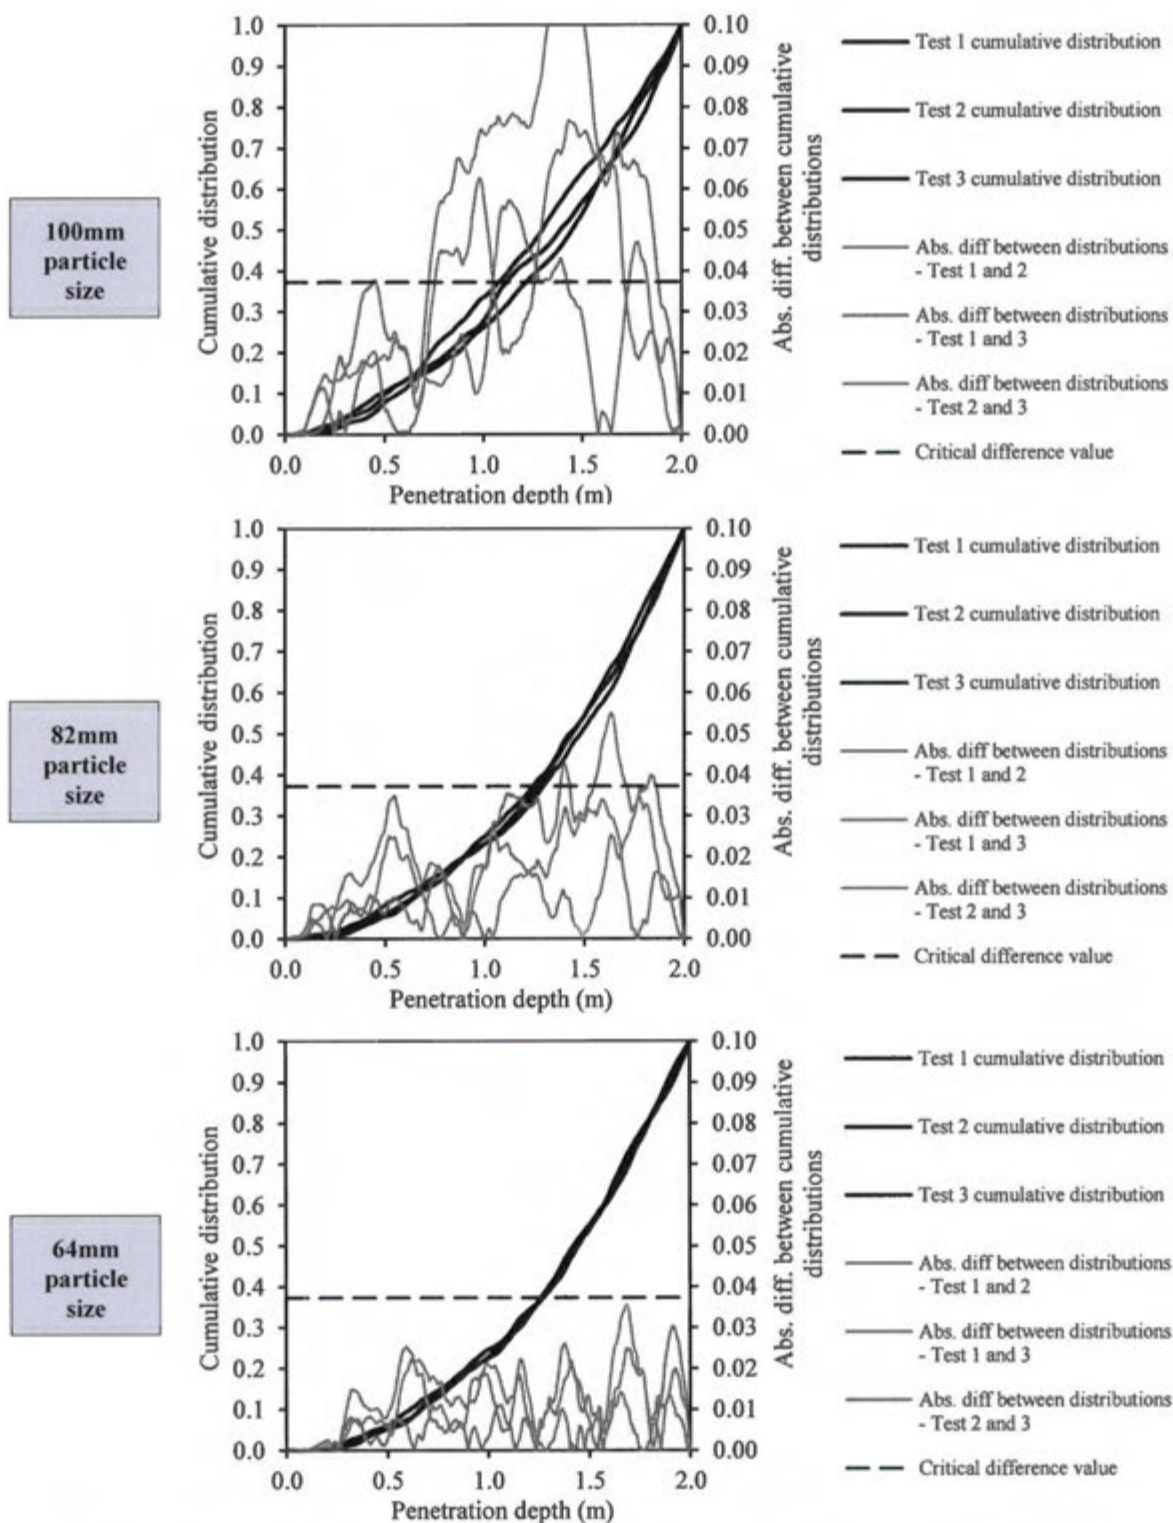 100mm
particle
size
Cumulative distribution
1.0
0.9
0.8
0.7
0.6
0.5
0.4
0.3
0.2
0.1
0.0
0.0 0.5 1.0 1.5 2.0
Penetration depth (m)
0.10
0.09
0.08
0.07
0.06
0.05
0.04
0.03
0.02
0.01
0.00
Abs. diff. between cumulative
distributions
Test 1 cumulative distribution
Test 2 cumulative distribution
Test 3 cumulative distribution
Abs. diff between distributions
- Test 1 and 2
Abs. diff between distributions
- Test 1 and 3
Abs. diff between distributions
- Test 2 and 3
Critical difference value
82mm
particle
size
Cumulative distribution
1.0
0.9
0.8
0.7
0.6
0.5
0.4
0.3
0.2
0.1
0.0
0.0 0.5 1.0 1.5 2.0
Penetration depth (m)
0.10
0.09
0.08
0.07
0.06
0.05
0.04
0.03
0.02
0.01
0.00
Abs. diff. between cumulative
distributions
Test 1 cumulative distribution
Test 2 cumulative distribution
Test 3 cumulative distribution
Abs. diff between distributions
- Test 1 and 2
Abs. diff between distributions
- Test 1 and 3
Abs. diff between distributions
- Test 2 and 3
Critical difference value
64mm
particle
size
Cumulative distribution
1.0
0.9
0.8
0.7
0.6
0.5
0.4
0.3
0.2
0.1
0.0
0.0 0.5 1.0 1.5 2.0
Penetration depth (m)
0.10
0.09
0.08
0.07
0.06
0.05
0.04
0.03
0.02
0.01
0.00
Abs. diff. between cumulative
distributions
Test 1 cumulative distribution
Test 2 cumulative distribution
Test 3 cumulative distribution
Abs. diff between distributions
- Test 1 and 2
Abs. diff between distributions
- Test 1 and 3
Abs. diff between distributions
- Test 2 and 3
Critical difference value